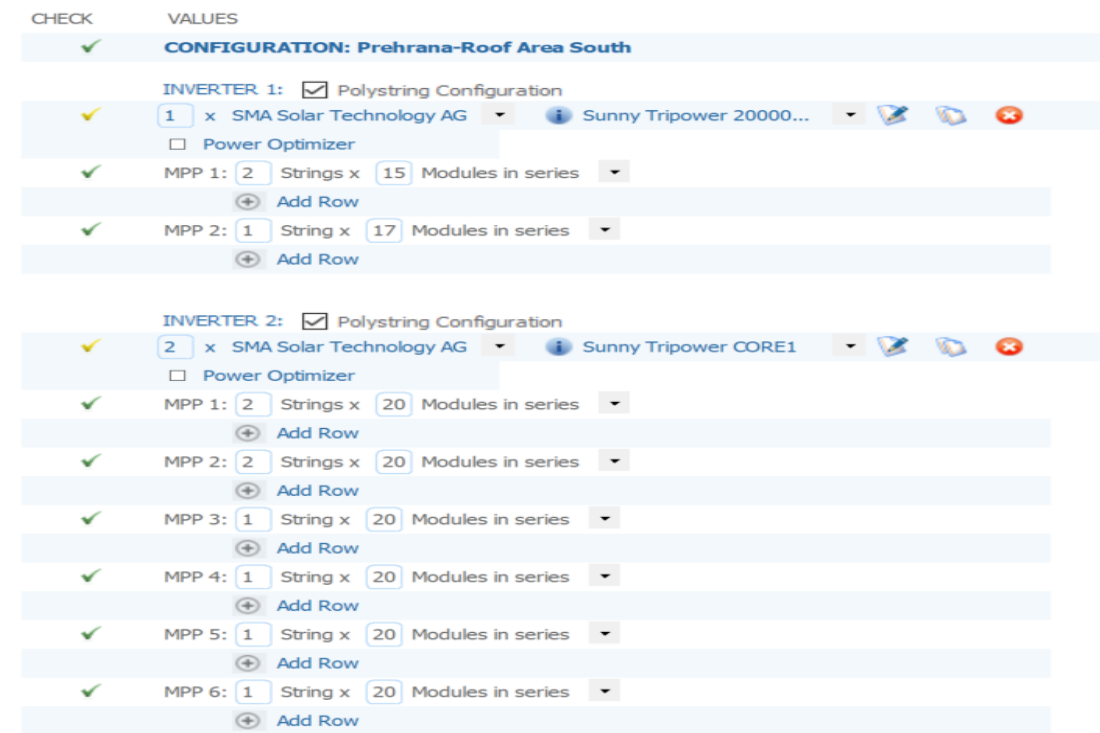 CHECK VALUES
CONFIGURATION: Prehrana-Roof Area South
INVERTER 1: Polystring Configuration
1 x SMA Solar Technology AG Sunny Tripower 20000...
Power Optimizer
MPP 1: 2 Strings x 15 Modules in series
Add Row
MPP 2: 1 String x 17 Modules in series
Add Row
INVERTER 2: Polystring Configuration
2 x SMA Solar Technology AG Sunny Tripower CORE1
Power Optimizer
MPP 1: 2 Strings x 20 Modules in series
Add Row
MPP 2: 2 Strings x 20 Modules in series
Add Row
MPP 3: 1 String x 20 Modules in series
Add Row
MPP 4: 1 String x 20 Modules in series
Add Row
MPP 5: 1 String x 20 Modules in series
Add Row
MPP 6: 1 String x 20 Modules in series
Add Row